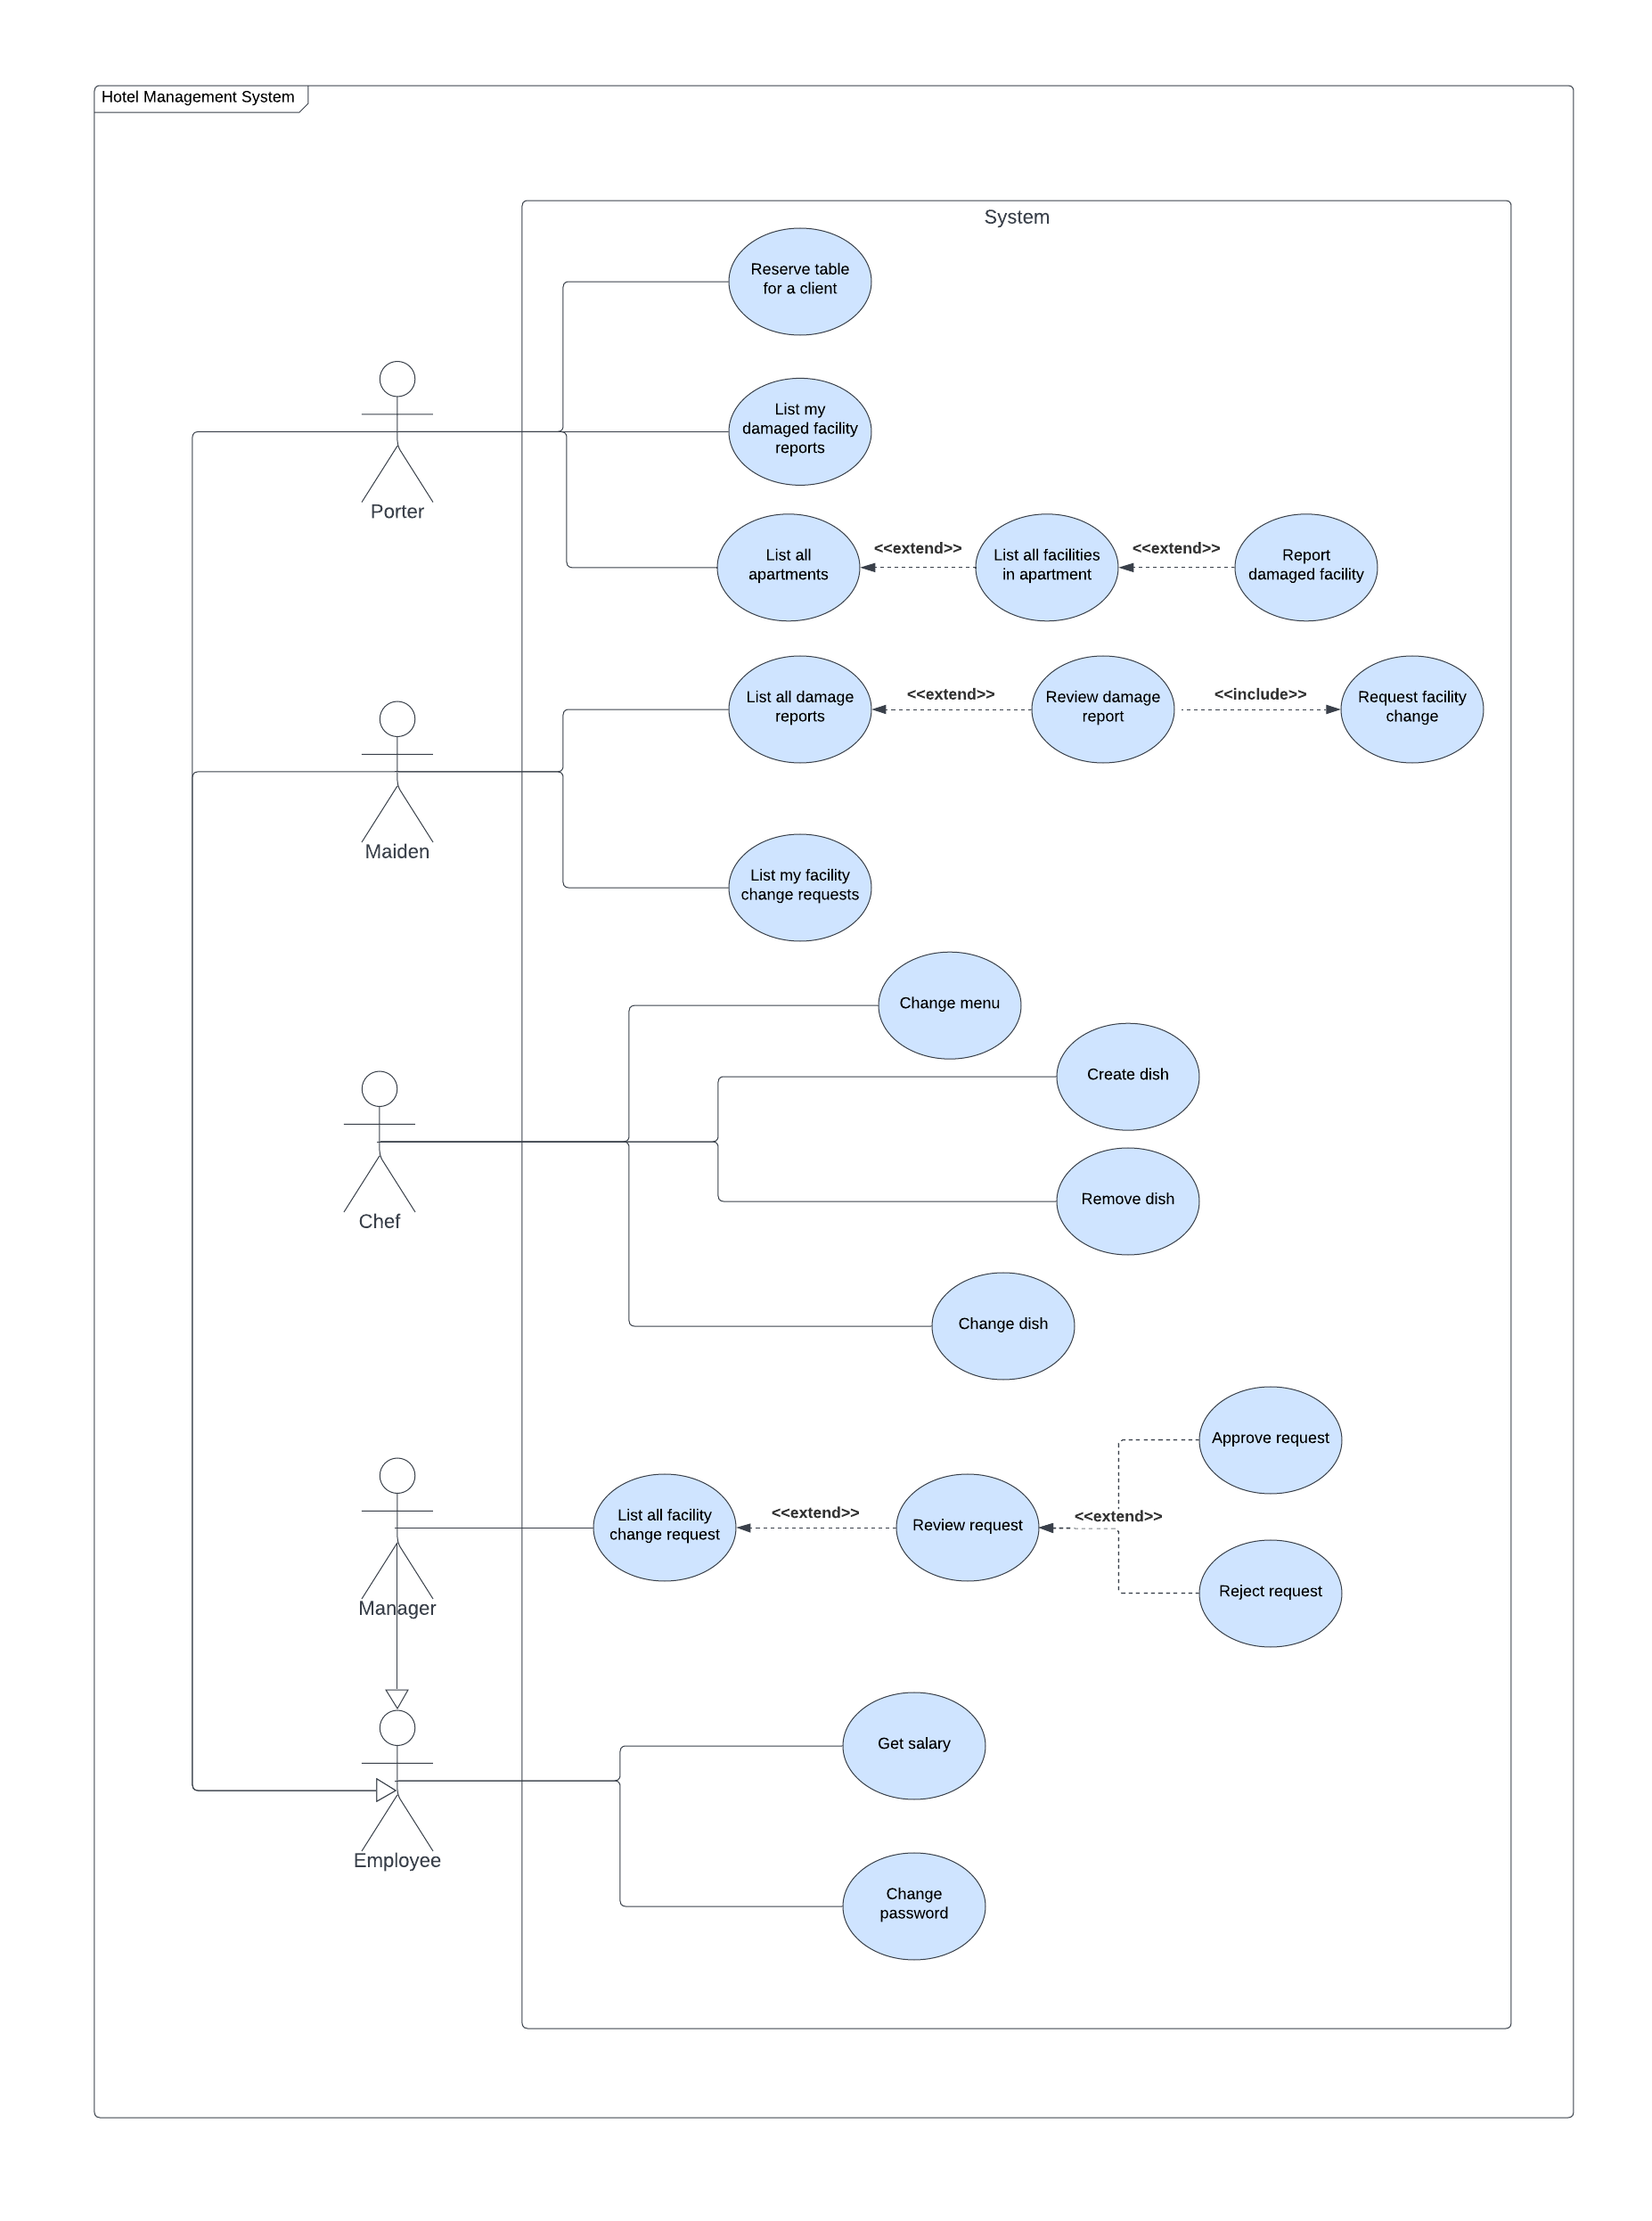 Hotel Management System
System
Reserve table
for a client
List my
damaged facility
reports
Porter
List all
apartments
<<extend>>
List all facilities
in apartment
<<extend>>
Report
damaged facility
List all damage
reports
<<extend>>
Review damage
report
<<include>>
Request facility
change
Maiden
List my facility
change requests
Change menu
Create dish
Remove dish
Chef
Change dish
Approve request
List all facility
change request
<<extend>>
Review request
<<extend>>
Reject request
Manager
Get salary
Employee
Change
password